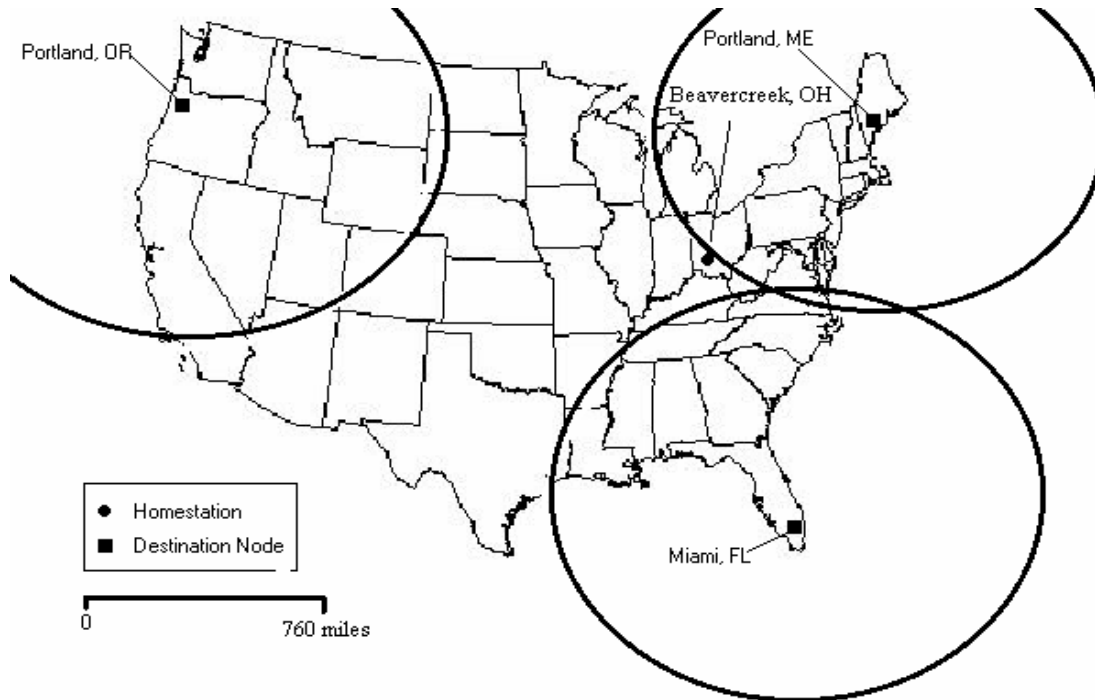 Portland, OR
Portland, ME
Beavercreek, OH
Homestation
Destination Node
Miami, FL
0
760 miles